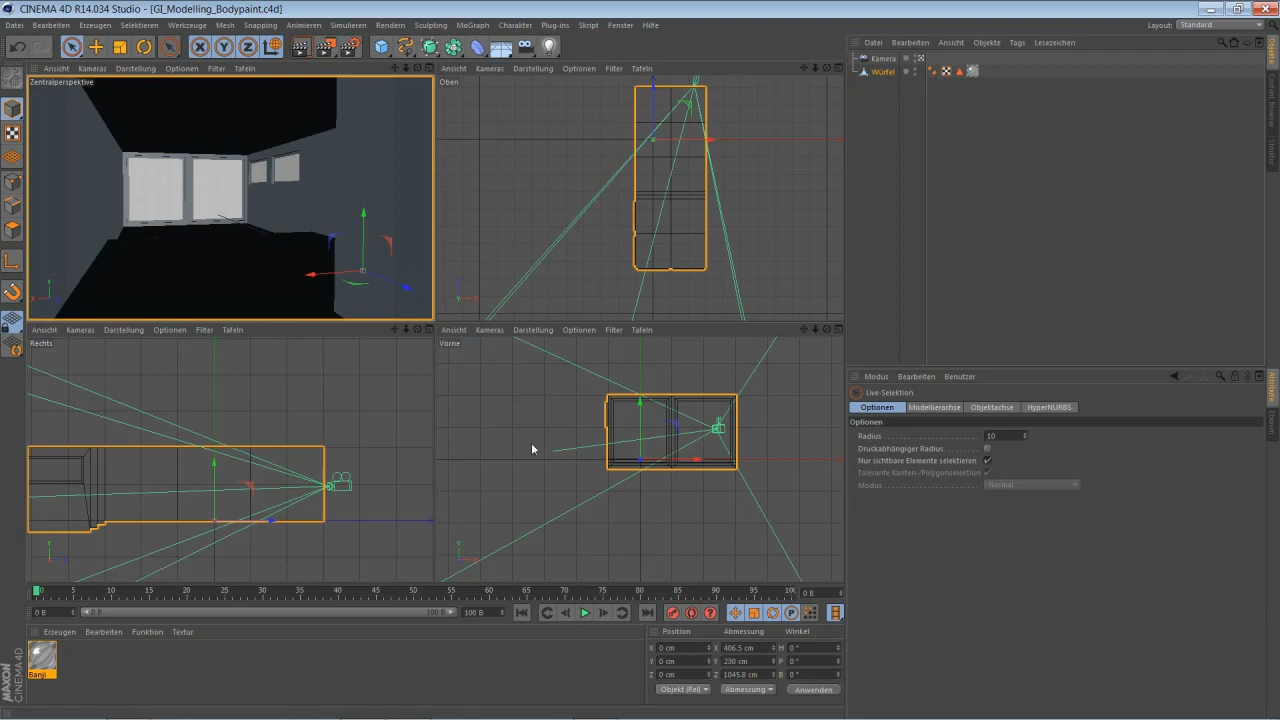 CINEMA 4D R14.034 Studio - [GI_Modelling_Bodypaint.c4d]
Datei Bearbeiten Erzeugen Selektieren Werkzeuge Mesh Snapping Animieren Simulieren Rendern Sculpting MoGraph Charakter Plug-ins Skript Fenster Hilfe
Layout: Standard
Datei Bearbeiten Ansicht Objekte Tags Lesezeichen
Kamera
Würfel
Objekte
Content Browser
Struktur
Ansicht Kameras Darstellung Optionen Filter Tafeln
Zentralperspektive
Ansicht Kameras Darstellung Optionen Filter Tafeln
Oben
Ansicht Kameras Darstellung Optionen Filter Tafeln
Rechts
Ansicht Kameras Darstellung Optionen Filter Tafeln
Vorne
Modus Bearbeiten Benutzer
Live-Selektion
Optionen Modellierachse Objektachse HyperNURBS
Optionen
Radius 10
Druckabhängiger Radius
Nur sichtbare Elemente selektieren
Tolerante Kanten-/Polygonselektion
Modus Normal
Attribute
Ebenen
0 5 10 15 20 25 30 35 40 45 50 55 60 65 70 75 80 85 90 95 100 0 B
0 B 0 B 100 B 100 B
Erzeugen Bearbeiten Funktion Textur
Banji
Position Abmessung Winkel
X 0 cm X 406.5 cm H 0 °
Y 0 cm Y 230 cm P 0 °
Z 0 cm Z 1045.8 cm B 0 °
Objekt (Rel) Abmessung Anwenden
MAXON CINEMA 4D